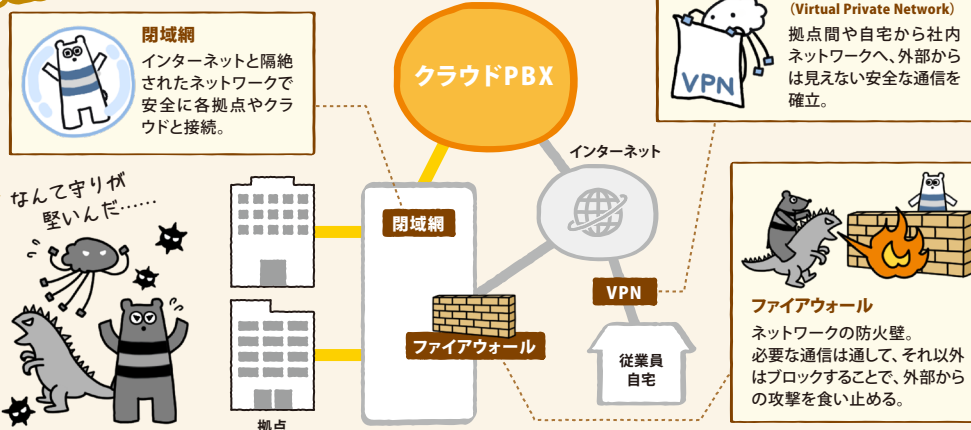 閉域網
インターネットと隔絶
されたネットワークで
安全に各拠点やクラ
ウドと接続。
クラウドPBX
(Virtual Private Network)
拠点間や自宅から社内
ネットワークへ、外部から
は見えない安全な通信を
確立。
VPN
インターネット
なんて守りが
堅いんだ……
閉域網
VPN
ファイアウォール
従業員
自宅
拠点
ファイアウォール
ネットワークの防火壁。
必要な通信は通して、それ以外
はブロックすることで、外部から
の攻撃を食い止める。